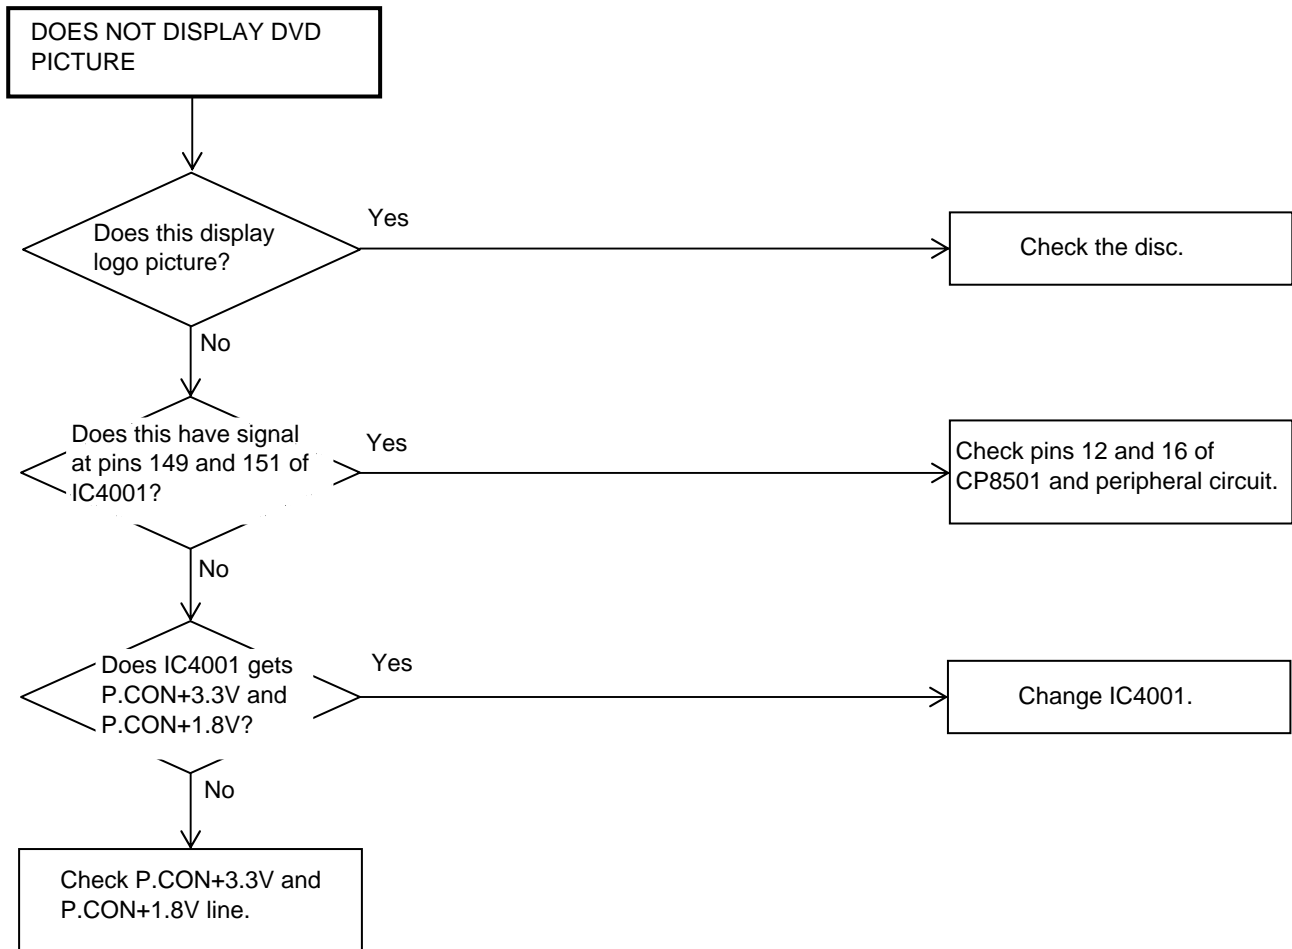 DOES NOT DISPLAY DVD
PICTURE
Does this display
logo picture?
Yes
Check the disc.
No
Does this have signal
at pins 149 and 151 of
IC4001?
Yes
Check pins 12 and 16 of
CP8501 and peripheral circuit.
No
Does IC4001 gets
P.CON+3.3V and
P.CON+1.8V?
Yes
Change IC4001.
No
Check P.CON+3.3V and
P.CON+1.8V line.